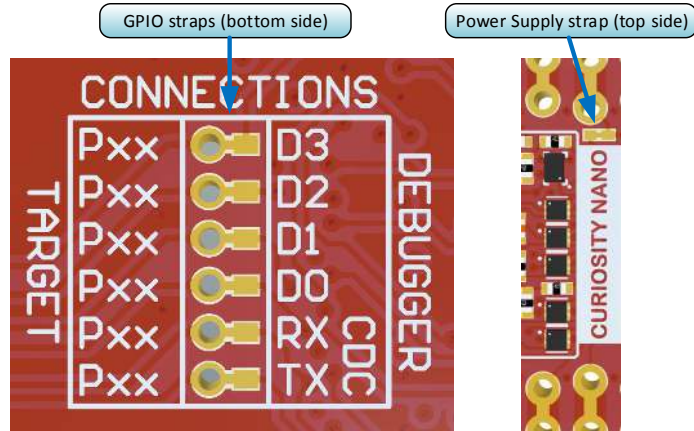 GPIO straps (bottom side)
Power Supply strap (top side)
CONNECTIONS
Pxx D3
Pxx D2
Pxx D1
Pxx D0
Pxx RX
Pxx TX
TARGET
DEBUGGER
CDC
CURIOSITY NANO